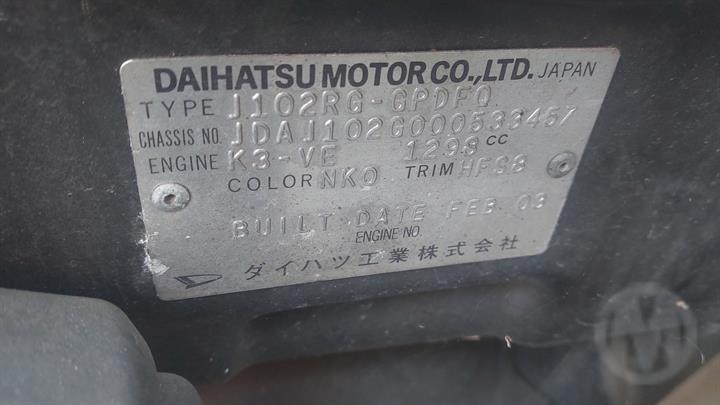 DAIHATSU MOTOR CO.,LTD. JAPAN
TYPE J102RG-GPDFQ
CHASSIS NO. JDAJ102G000533457
ENGINE K3-VE 1298 CC
COLOR NKO TRIM HFS8
BUILT DATE FEB 03
ENGINE NO.
ダイハツ工業株式会社
M